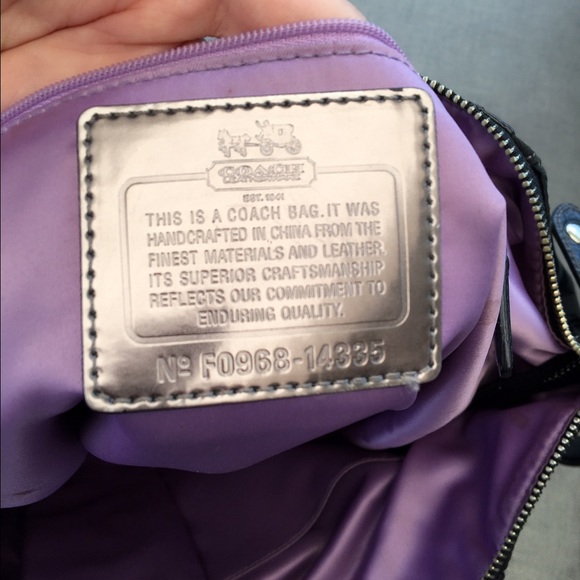 COACH
EST. 1941
THIS IS A COACH BAG. IT WAS
HANDCRAFTED IN CHINA FROM THE
FINEST MATERIALS AND LEATHER.
ITS SUPERIOR CRAFTSMANSHIP
REFLECTS OUR COMMITMENT TO
ENDURING QUALITY.
Nº F0968-14335